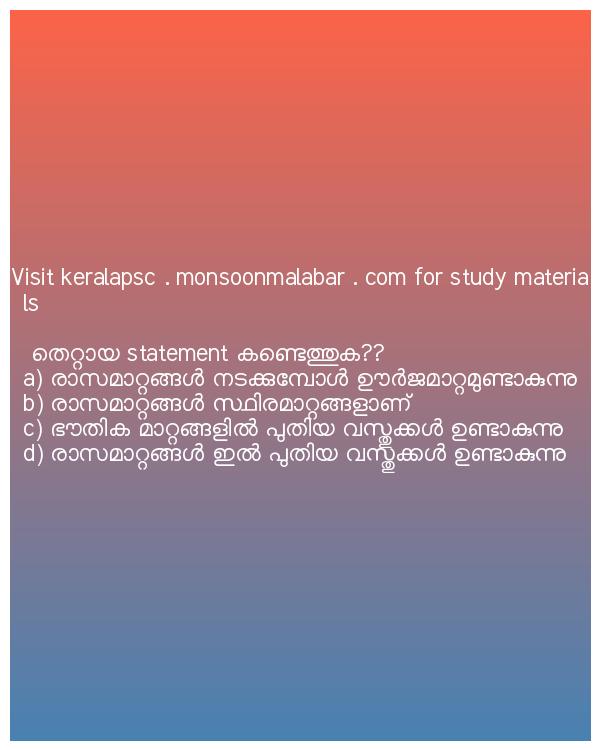 Visit keralapsc . monsoonmalabar . com for study materia
ls
തെറ്റായ statement കണ്ടെത്തുക??
a) രാസമാറ്റങ്ങൾ നടക്കുമ്പോൾ ഊർജമാറ്റമുണ്ടാകുന്നു
b) രാസമാറ്റങ്ങൾ സ്ഥിരമാറ്റങ്ങളാണ്
c) ഭൗതിക മാറ്റങ്ങളിൽ പുതിയ വസ്തുക്കൾ ഉണ്ടാകുന്നു
d) രാസമാറ്റങ്ങൾ ഇൽ പുതിയ വസ്തുക്കൾ ഉണ്ടാകുന്നു